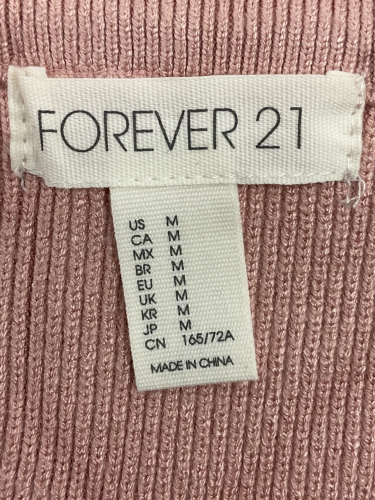 FOREVER 21
US M
CA M
MX M
BR M
EU M
UK M
KR M
JP M
CN 165/72A
MADE IN CHINA